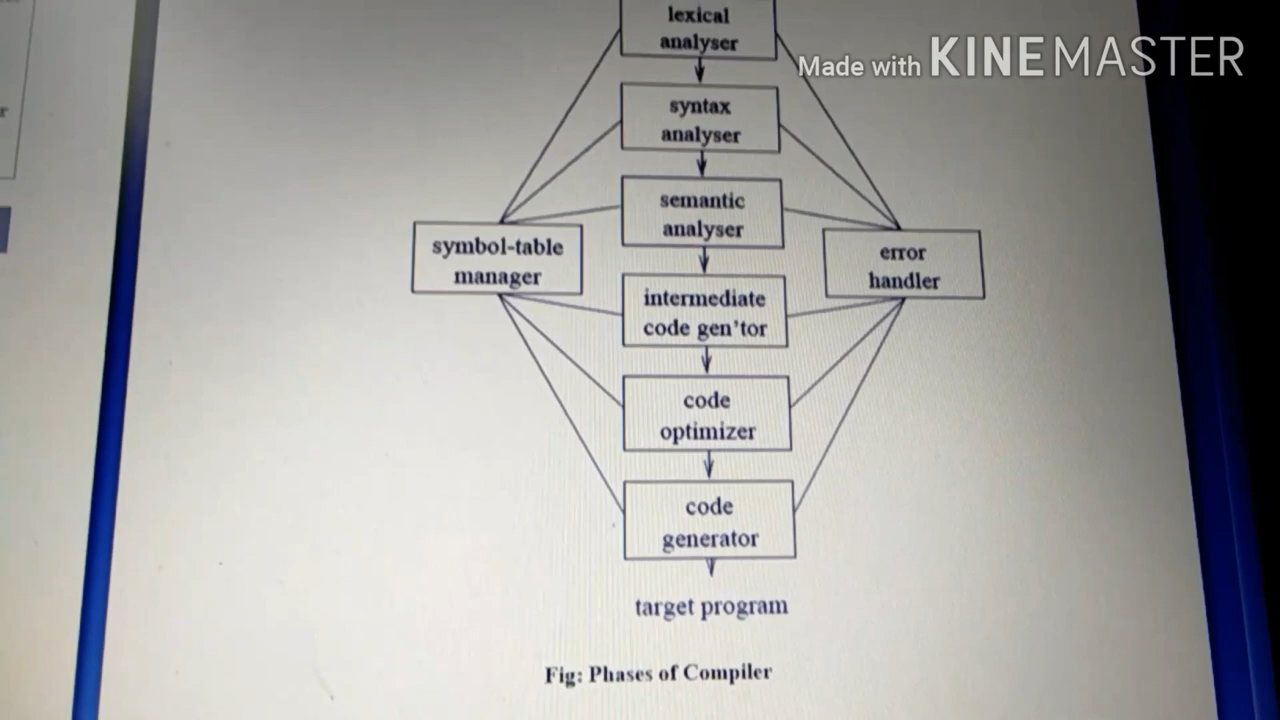 lexical
analyser
Made with KINEMASTER
syntax
analyser
semantic
analyser
symbol-table
manager
error
handler
intermediate
code gen'tor
code
optimizer
code
generator
target program
Fig: Phases of Compiler